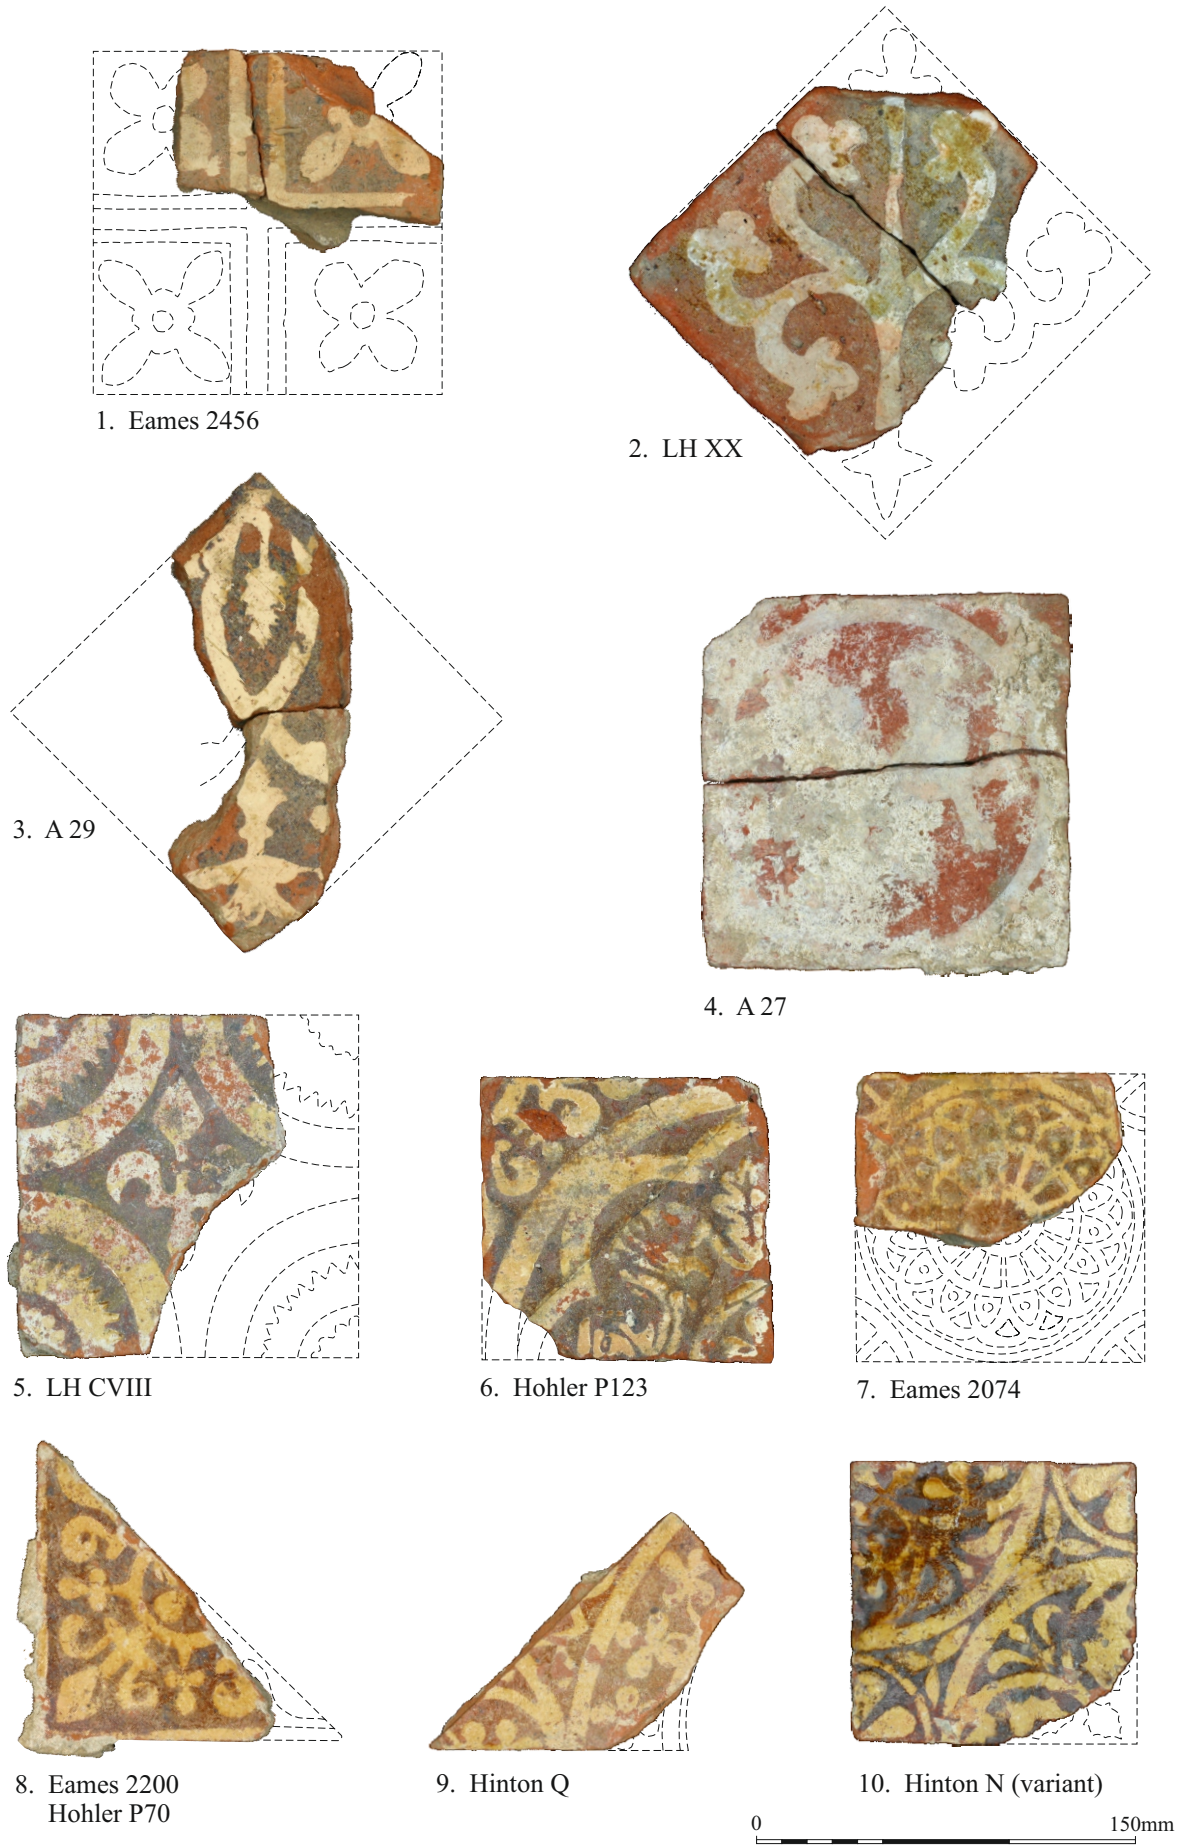 1. Eames 2456
2. LH XX
3. A 29
4. A 27
5. LH CVIII
6. Hohler P123
7. Eames 2074
8. Eames 2200
Hohler P70
9. Hinton Q
10. Hinton N (variant)
0 150mm